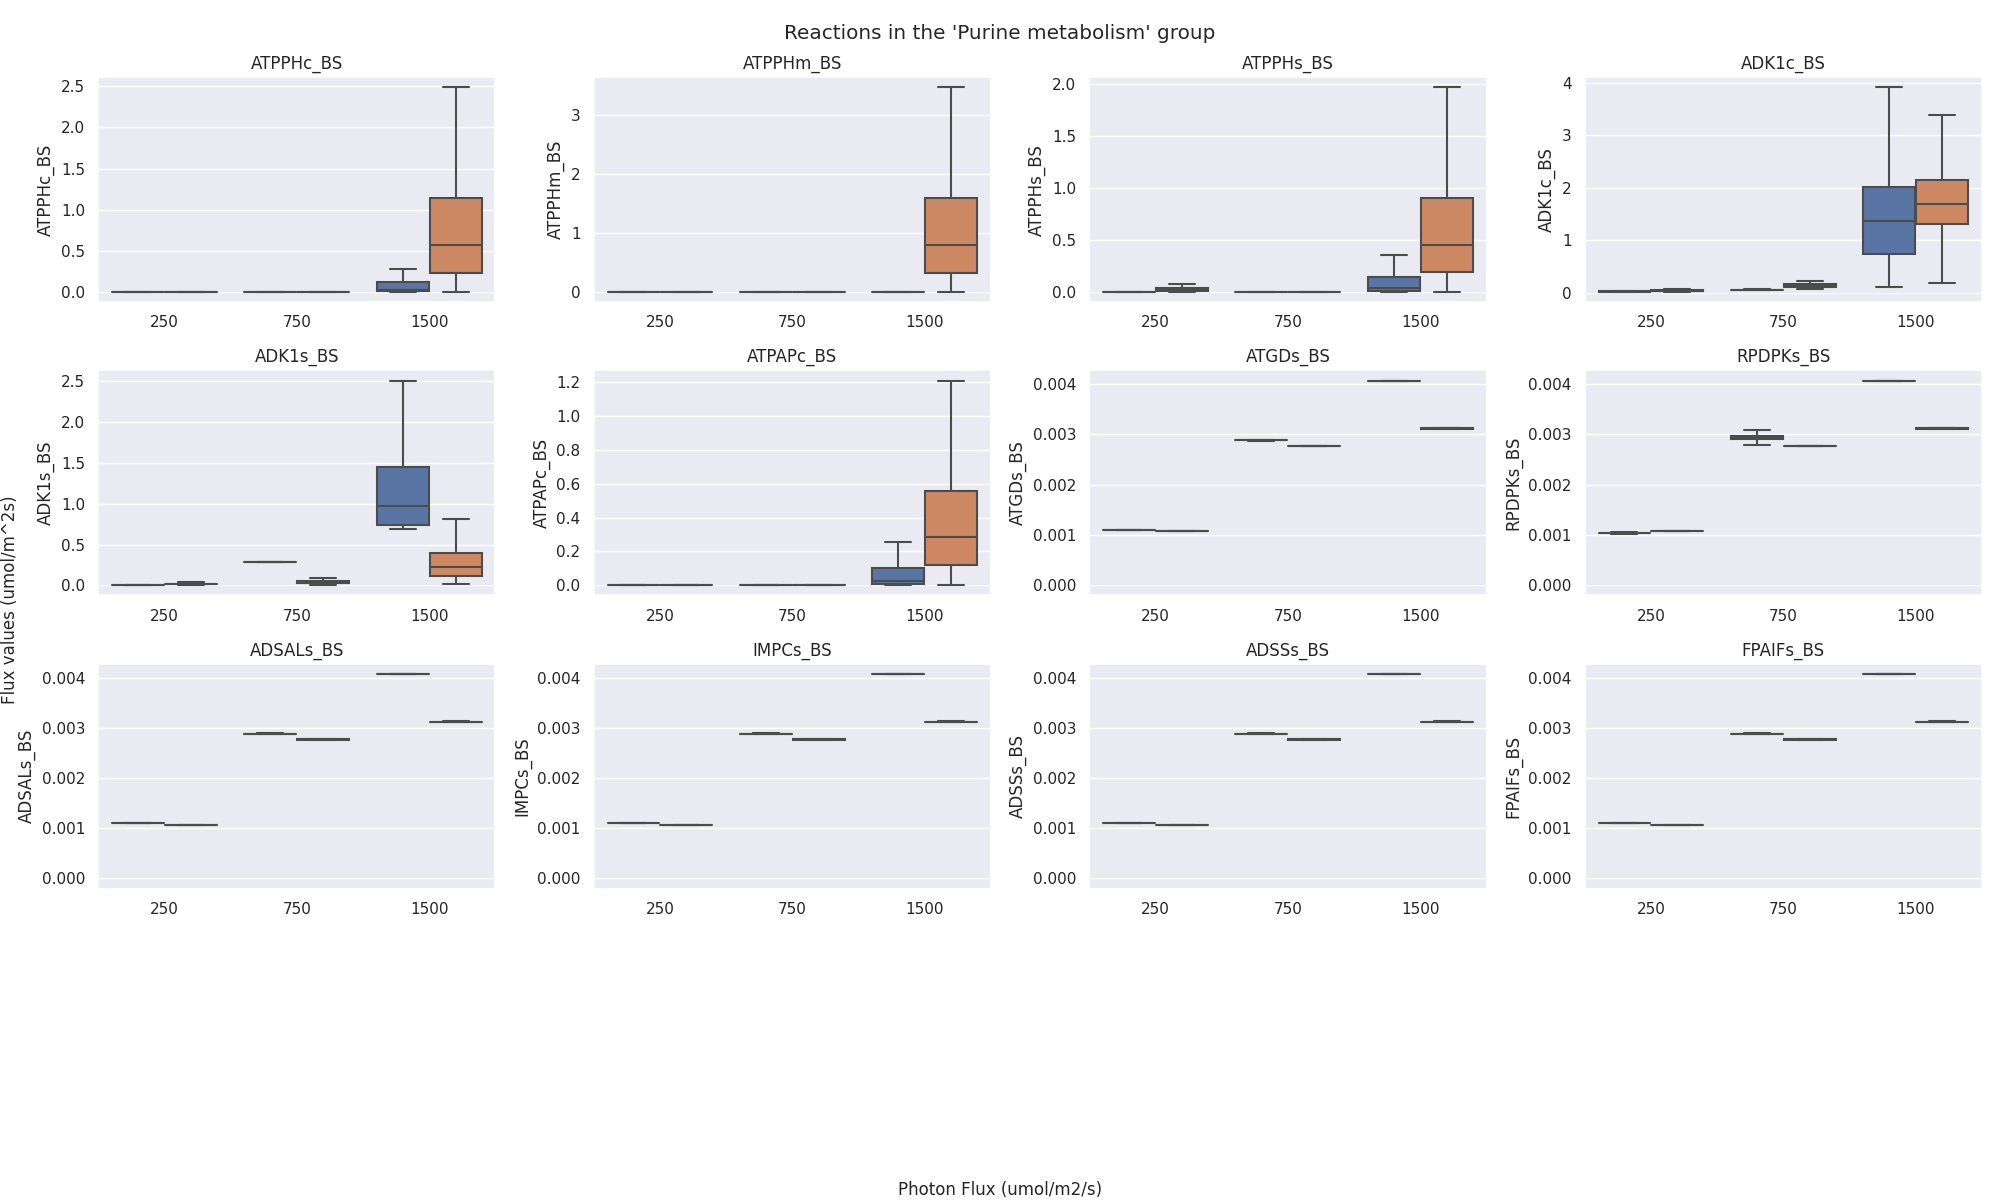 Reactions in the 'Purine metabolism' group
ATPPHc_BS
ATPPHm_BS
ATPPHs_BS
ADK1c_BS
ATPPHc_BS
2.5
2.0
1.5
1.0
0.5
0.0
250 750 1500
ATPPHm_BS
3
2
1
0
250 750 1500
ATPPHs_BS
2.0
1.5
1.0
0.5
0.0
250 750 1500
ADK1c_BS
4
3
2
1
0
250 750 1500
ADK1s_BS
ATPAPc_BS
ATGDs_BS
RPDPKs_BS
Flux values (umol/m^2s)
ADK1s_BS
2.5
2.0
1.5
1.0
0.5
0.0
250 750 1500
ATPAPc_BS
1.2
1.0
0.8
0.6
0.4
0.2
0.0
250 750 1500
ATGDs_BS
0.004
0.003
0.002
0.001
0.000
250 750 1500
RPDPKs_BS
0.004
0.003
0.002
0.001
0.000
250 750 1500
ADSALs_BS
IMPCs_BS
ADSSs_BS
FPAIFs_BS
ADSALs_BS
0.004
0.003
0.002
0.001
0.000
250 750 1500
IMPCs_BS
0.004
0.003
0.002
0.001
0.000
250 750 1500
ADSSs_BS
0.004
0.003
0.002
0.001
0.000
250 750 1500
FPAIFs_BS
0.004
0.003
0.002
0.001
0.000
250 750 1500
Photon Flux (umol/m2/s)